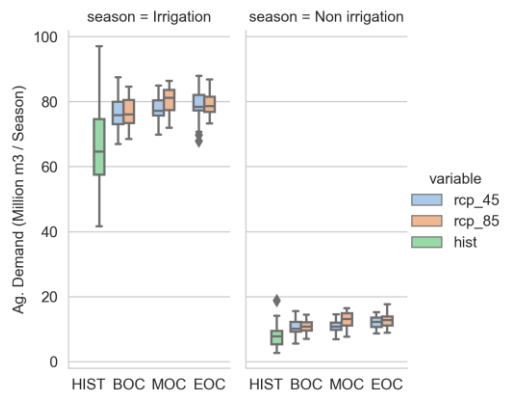 season = Irrigation
season = Non irrigation
Ag. Demand (Million m3 / Season)
100
80
60
40
20
0
HIST BOC MOC EOC
HIST BOC MOC EOC
variable
rcp_45
rcp_85
hist